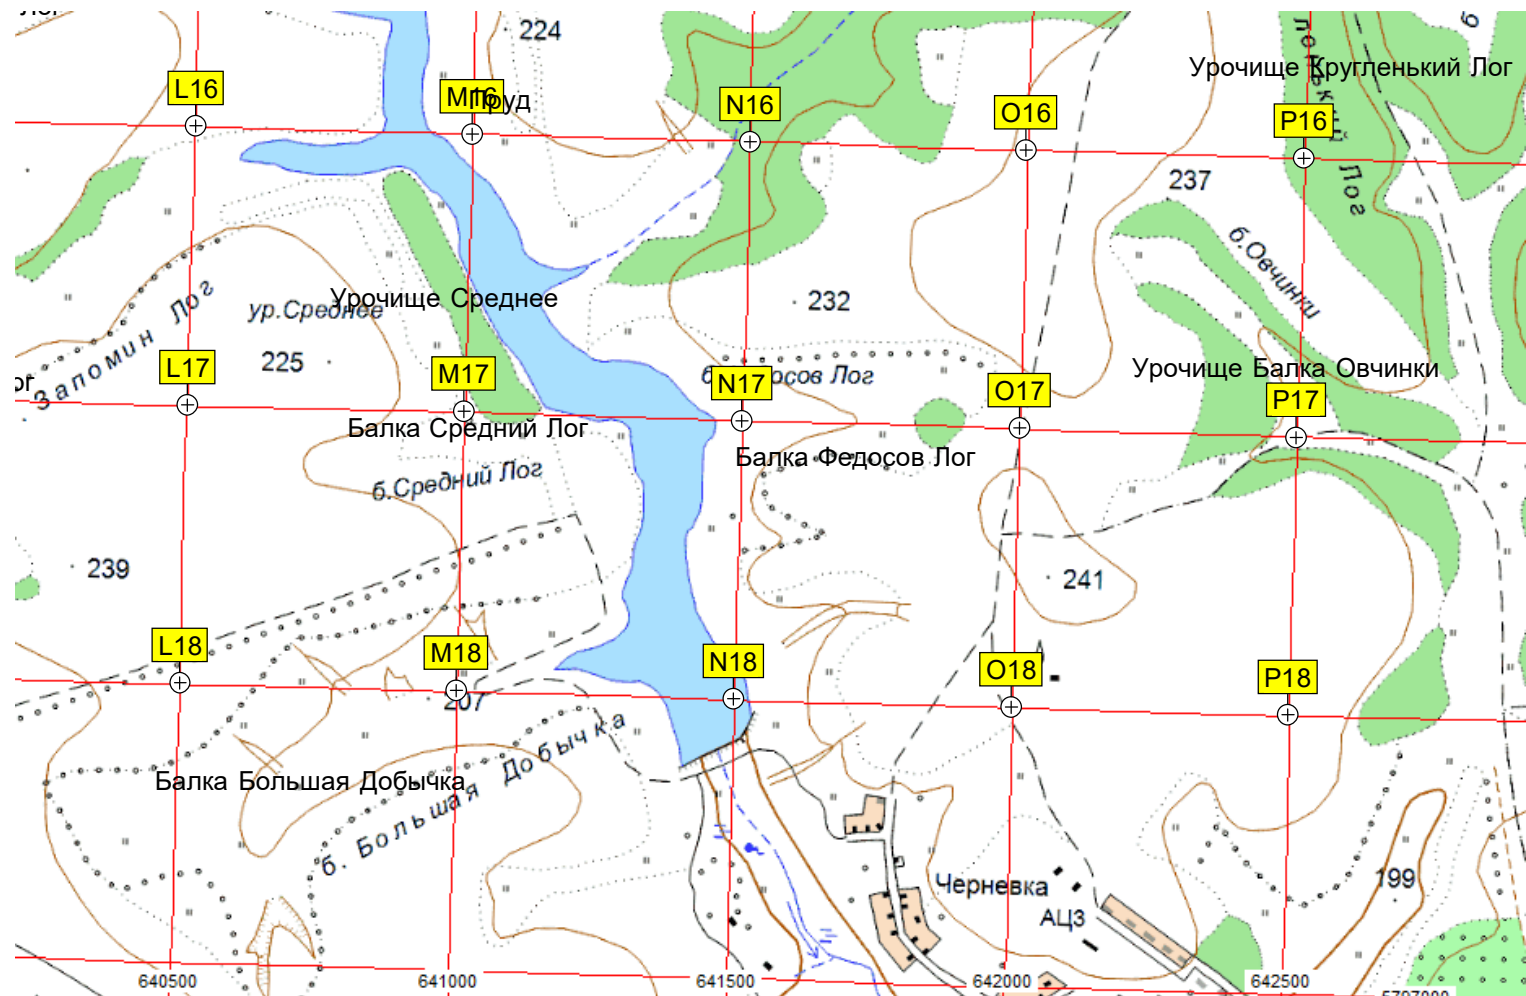 224
Урочище Кругленький Лог
L16
M16
Пруд
N16
O16
P16
Лог
237
б.Овчинки
Запомин Лог
ур.Среднее
Урочище Среднее
232
225
L17
M17
N17
Лог
O17
Урочище Балка Овчинки
P17
Балка Средний Лог
Балка Федосов Лог
б.Средний Лог
239
241
L18
M18
N18
O18
P18
207
Балка Большая Добычка
б. Большая Добычка
Черневка
АЦЗ
199
640500
641000
641500
642000
642500